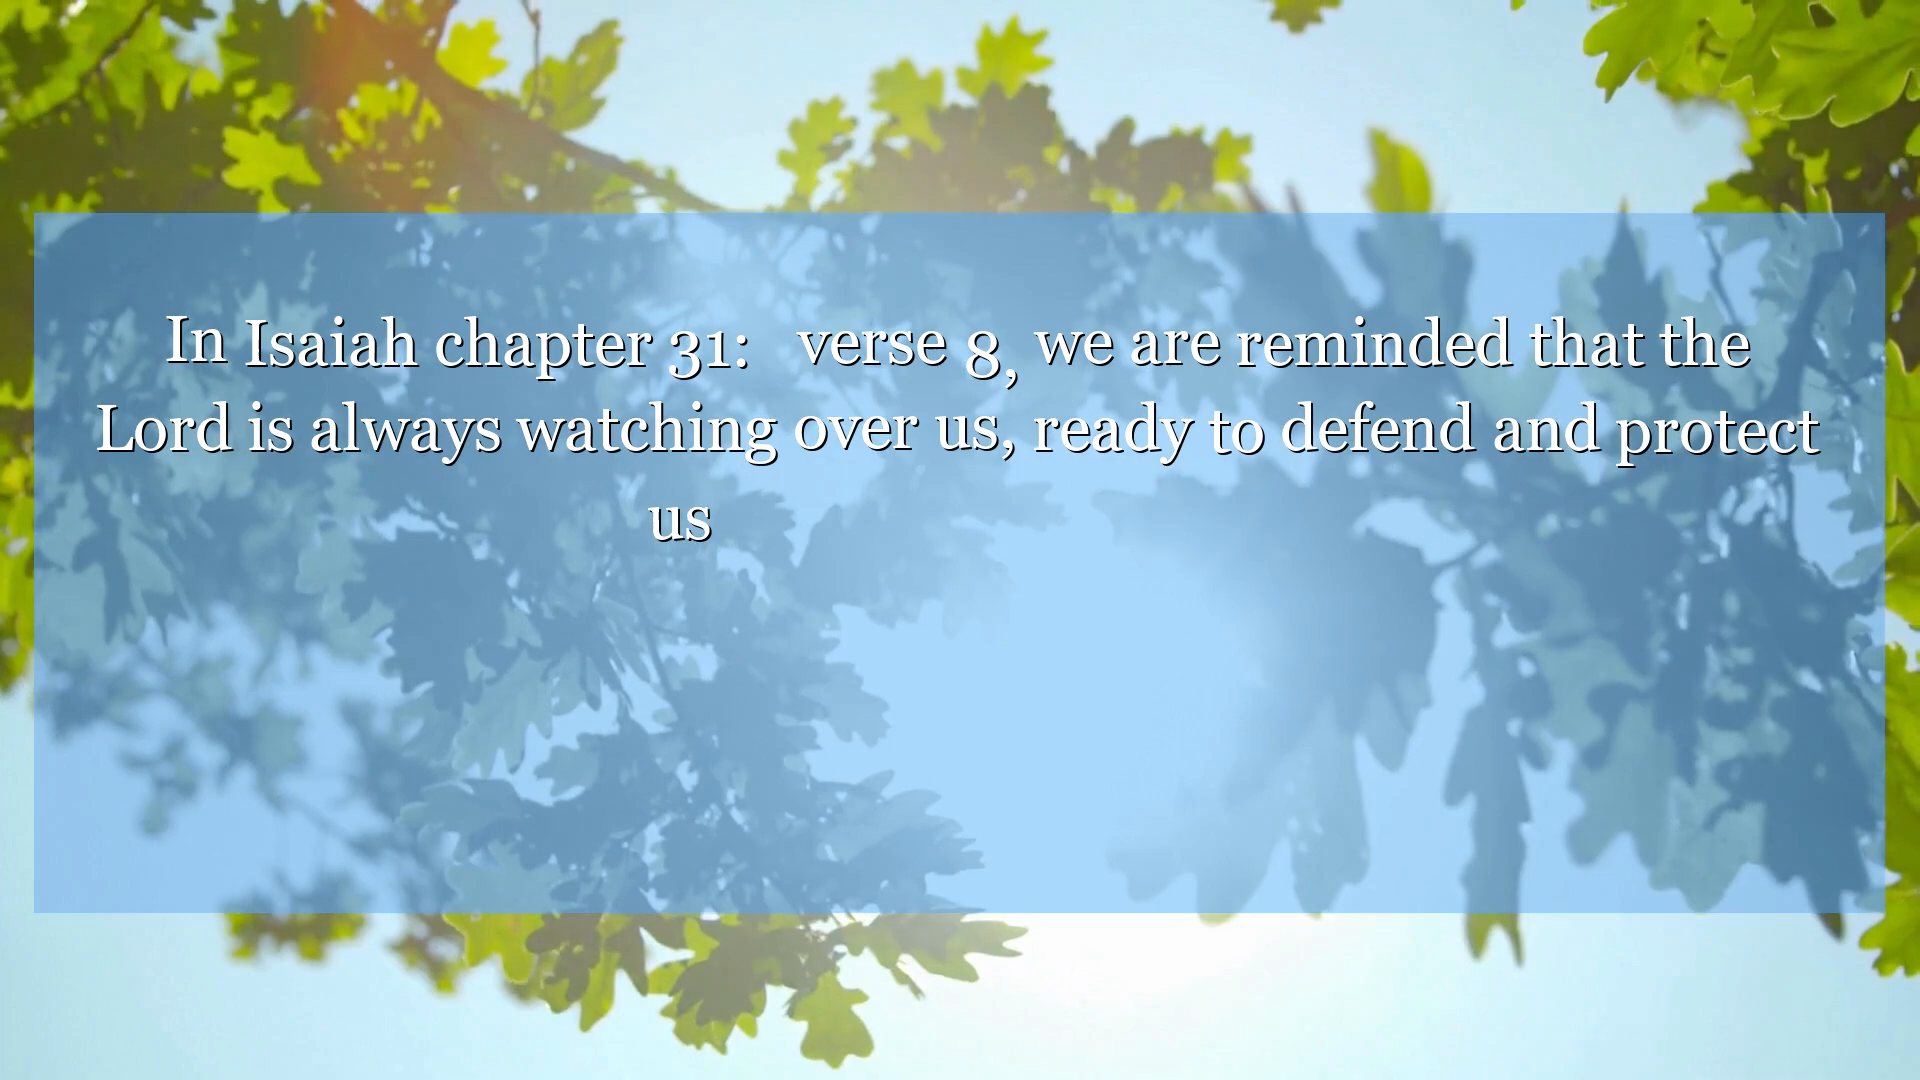 In Isaiah chapter 31: verse 8, we are reminded that the
Lord is always watching over us, ready to defend and protect
us